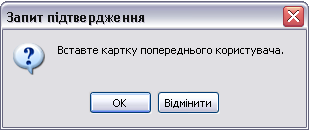 Запит підтвердження
Вставте картку попереднього користувача.
OK
Відмінити